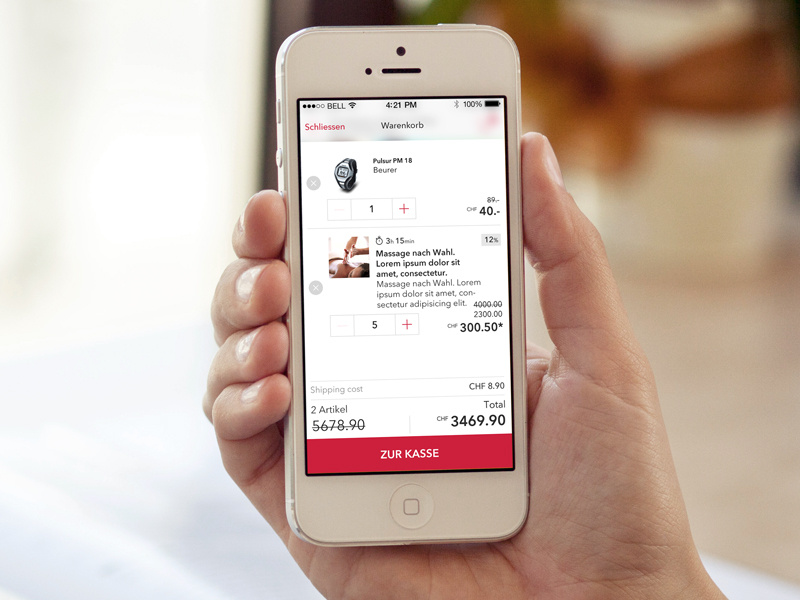 BELL 4:21 PM 100%
Schliessen Warenkorb
Pulsur PM 18
Beurer
89.-
1 CHF 40.-
3h 15min 12%
Massage nach Wahl.
Lorem ipsum dolor sit
amet, consectetur.
Massage nach Wahl. Lorem
ipsum dolor sit amet, con-
sectetur adipisicing elit. 4000.00
2300.00
5 CHF 300.50*
Shipping cost CHF 8.90
2 Artikel Total
5678.90 CHF 3469.90
ZUR KASSE